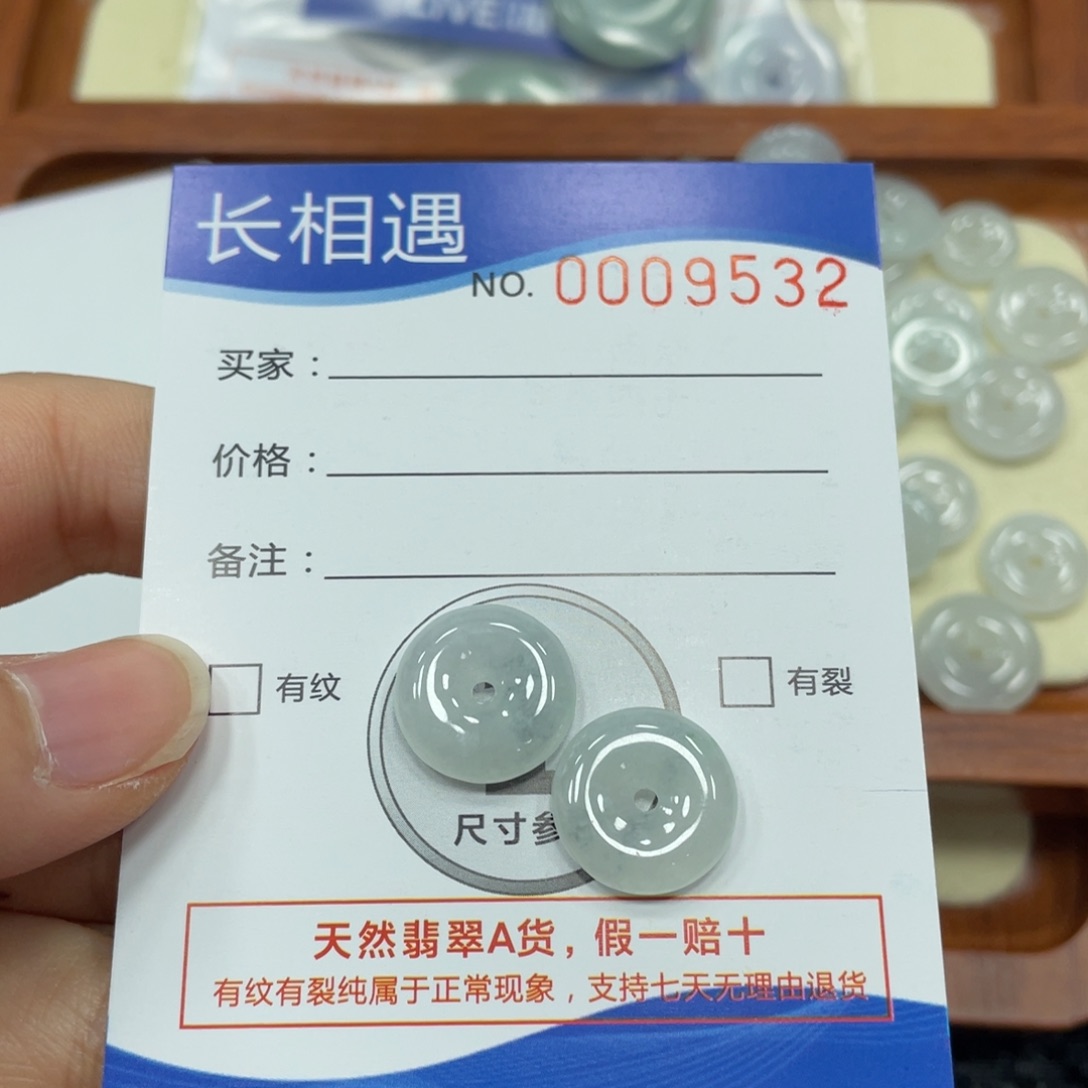 长相遇
NO. 0009532
买家：
价格：
备注：
有纹
有裂
尺寸参
天然翡翠A货，假一赔十
有纹有裂纯属于正常现象，支持七天无理由退货